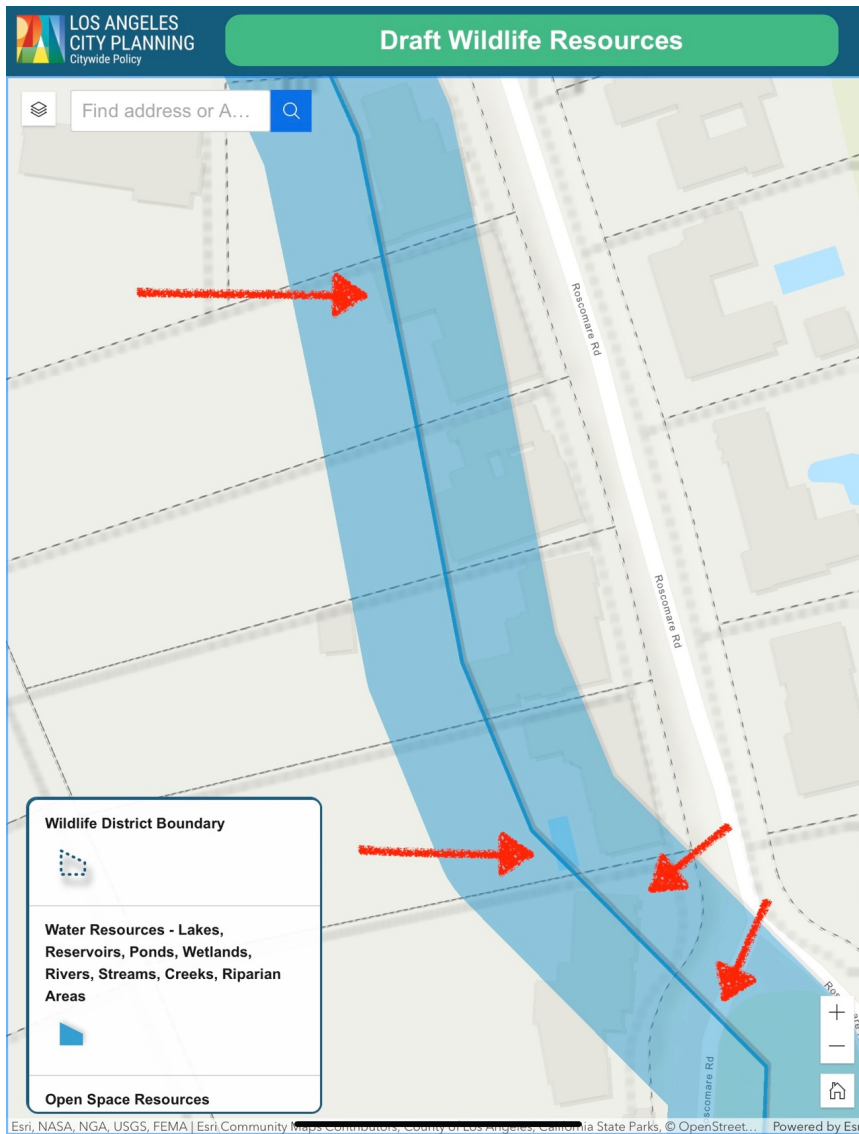 LOS ANGELES
CITY PLANNING
Citywide Policy
Draft Wildlife Resources
Find address or A...
Roscomare Rd
Roscomare Rd
Wildlife District Boundary
Water Resources - Lakes,
Reservoirs, Ponds, Wetlands,
Rivers, Streams, Creeks, Riparian
Areas
Open Space Resources
Esri, NASA, NGA, USGS, FEMA | Esri Community Maps Contributors, County of Los Angeles, California State Parks, © OpenStreet... Powered by Es